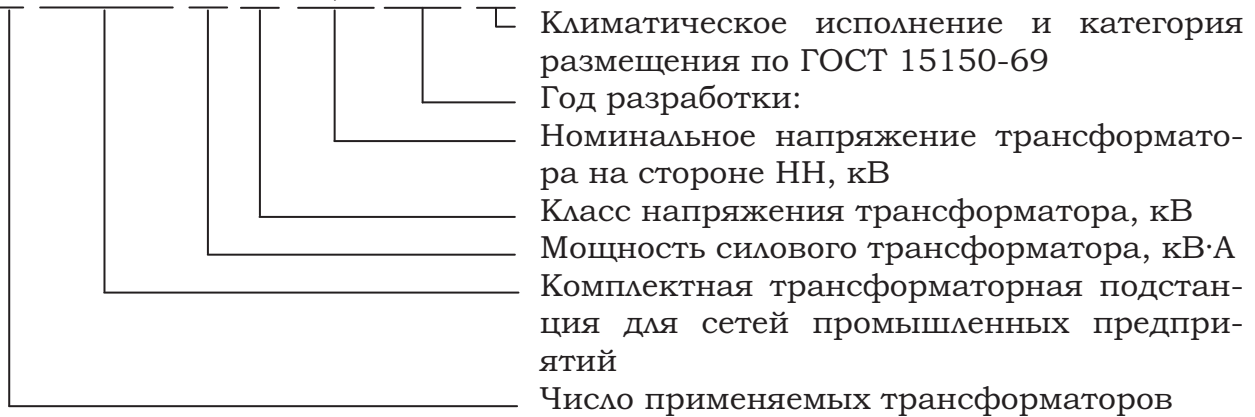 Климатическое исполнение и категория
размещения по ГОСТ 15150-69
Год разработки:
Номинальное напряжение трансформато-
ра на стороне НН, кВ
Класс напряжения трансформатора, кВ
Мощность силового трансформатора, кВ·А
Комплектная трансформаторная подстан-
ция для сетей промышленных предпри-
ятий
Число применяемых трансформаторов